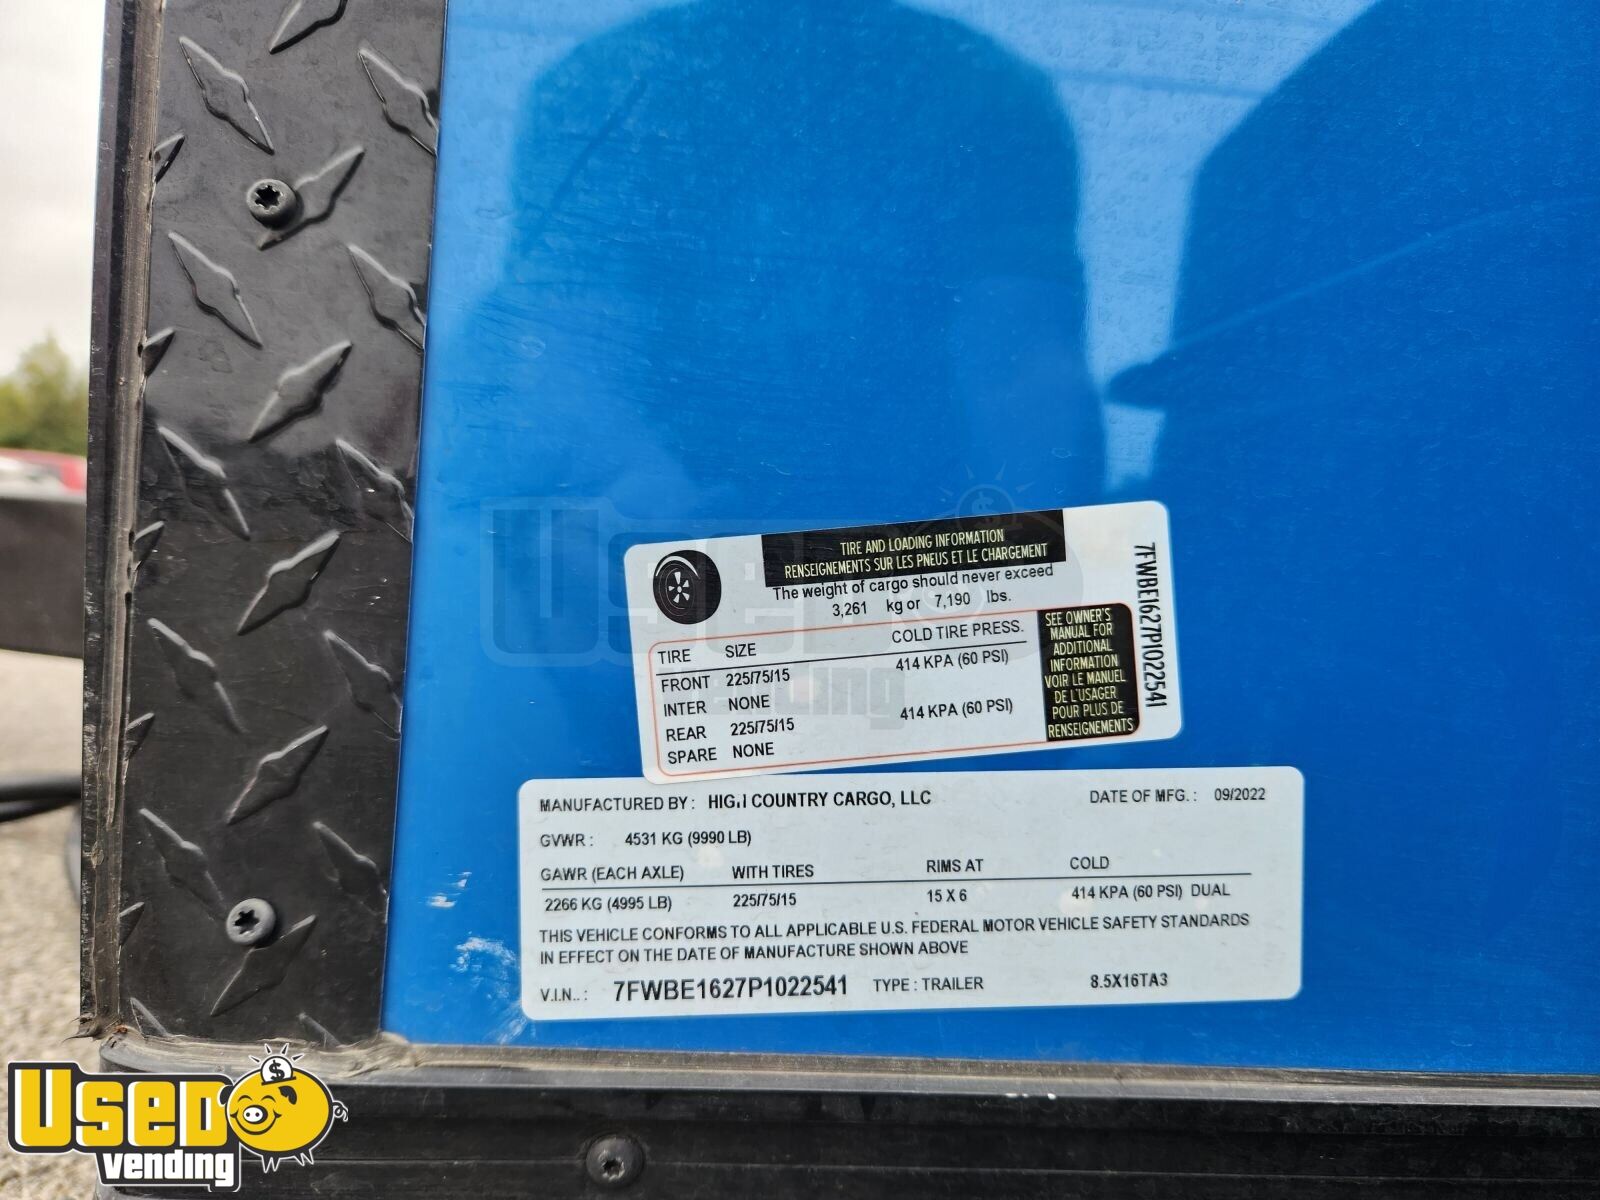 TIRE AND LOADING INFORMATION
RENSEIGNEMENTS SUR LES PNEUS ET LE CHARGEMENT
The weight of cargo should never exceed
3,261 kg or 7,190 lbs.
TIRE SIZE COLD TIRE PRESS.
FRONT 225/75/15 414 KPA (60 PSI)
INTER NONE
REAR 225/75/15 414 KPA (60 PSI)
SPARE NONE
SEE OWNER'S
MANUAL FOR
ADDITIONAL
INFORMATION
VOIR LE MANUEL
DE L'USAGER
POUR PLUS DE
RENSEIGNEMENTS
7FWBE1627P1022541
MANUFACTURED BY : HIGH COUNTRY CARGO, LLC DATE OF MFG. : 09/2022
GVWR : 4531 KG (9990 LB)
GAWR (EACH AXLE) WITH TIRES RIMS AT COLD
2266 KG (4995 LB) 225/75/15 15 X 6 414 KPA (60 PSI) DUAL
THIS VEHICLE CONFORMS TO ALL APPLICABLE U.S. FEDERAL MOTOR VEHICLE SAFETY STANDARDS
IN EFFECT ON THE DATE OF MANUFACTURE SHOWN ABOVE
V.I.N.. : 7FWBE1627P1022541 TYPE : TRAILER 8.5X16TA3
Used
vending
Used
vending